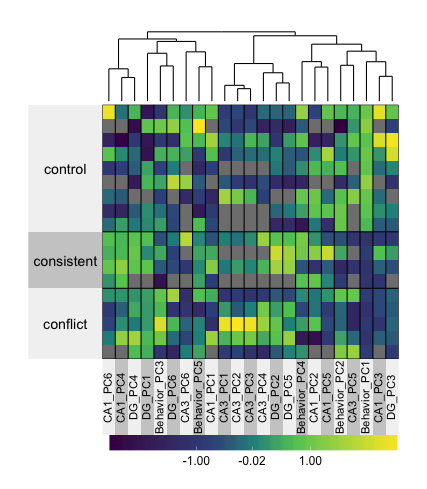 control
consistent
conflict
CA1_PC6
CA1_PC4
DG_PC4
DG_PC1
Behavior_PC3
DG_PC6
CA3_PC6
Behavior_PC5
CA1_PC1
CA3_PC1
CA3_PC2
CA3_PC3
CA3_PC4
DG_PC2
DG_PC5
Behavior_PC4
CA1_PC2
CA1_PC5
Behavior_PC2
CA3_PC5
Behavior_PC1
CA1_PC3
DG_PC3
-1.00
-0.02
1.00